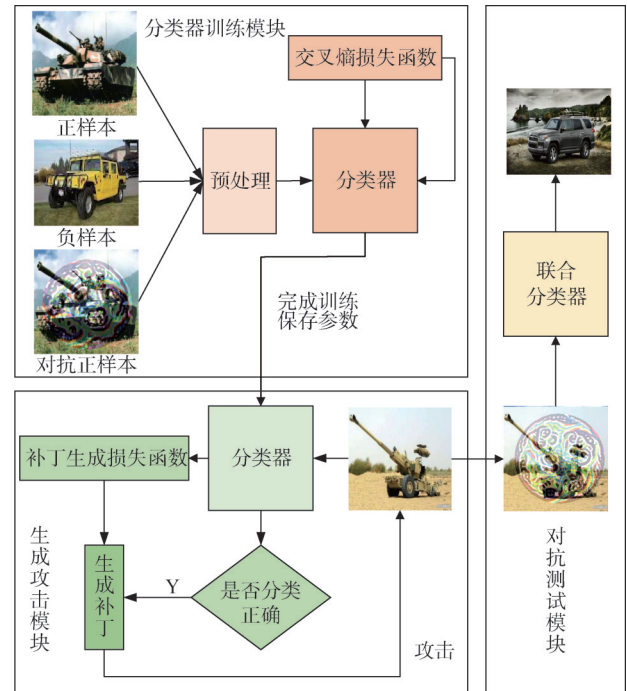 分类器训练模块
正样本
负样本
对抗正样本
预处理
交叉熵损失函数
分类器
完成训练
保存参数
补丁生成损失函数
分类器
生成攻击模块
生成补丁
Y
是否分类
正确
攻击
联合
分类器
对抗测试模块